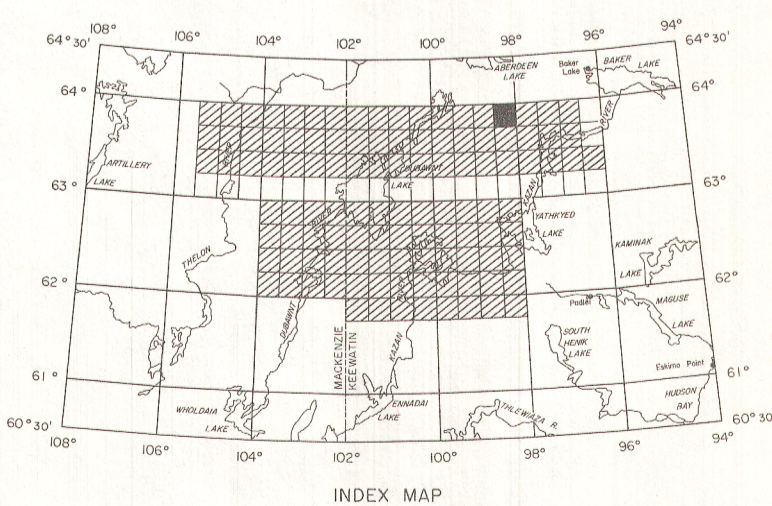 108° 106° 104° 102° 100° 98° 96° 94°
64° 30' 64° 30'
ABERDEEN LAKE
Baker Lake
BAKER LAKE
64° 64°
RIVER
RIVER
ARTILLERY LAKE
DUBAWNT LAKE
63° 63°
KAZAN
RIVER
YATHKYED LAKE
KAMINAK LAKE
THELON
62° 62°
RIVER
Padlei
MAGUSE LAKE
DUBAWNT
MACKENZIE
KEEWATIN
KAZAN
SOUTH HENIK LAKE
Eskimo Point
61° 61°
WHOLDAIA LAKE
ENNADAI LAKE
THLEWIAZA R.
HUDSON BAY
60° 30' 60° 30'
108° 106° 104° 102° 100° 98° 96° 94°
INDEX MAP